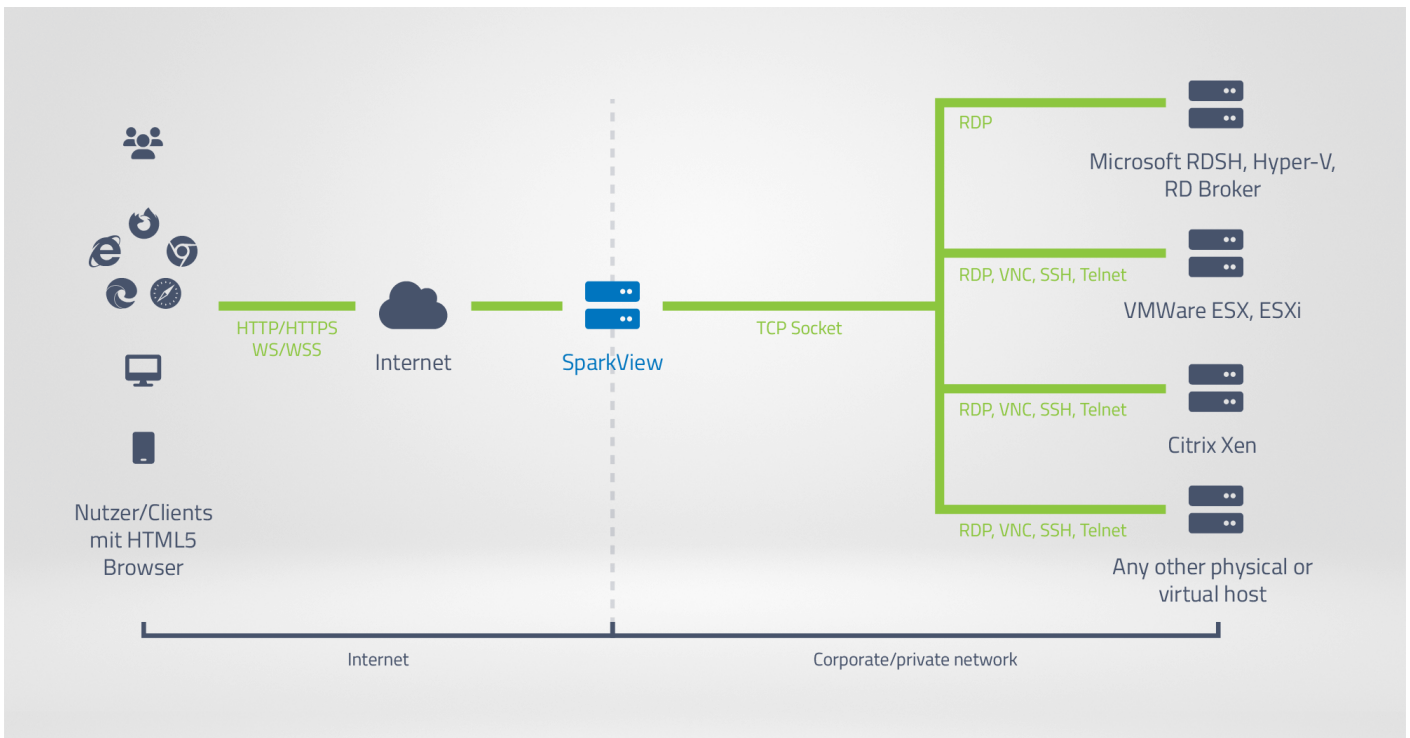 Nutzer/Clients
mit HTML5
Browser
HTTP/HTTPS
WS/WSS
Internet
SparkView
TCP Socket
RDP
Microsoft RDSH, Hyper-V,
RD Broker
RDP, VNC, SSH, Telnet
VMWare ESX, ESXi
RDP, VNC, SSH, Telnet
Citrix Xen
RDP, VNC, SSH, Telnet
Any other physical or
virtual host
Internet
Corporate/private network